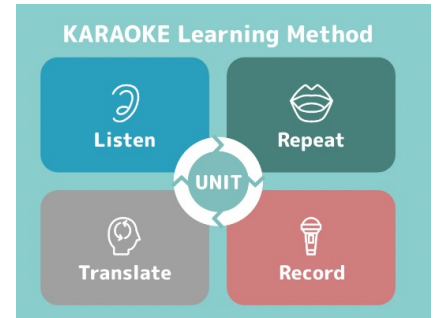 KARAOKE Learning Method
Listen
Repeat
UNIT
Translate
Record